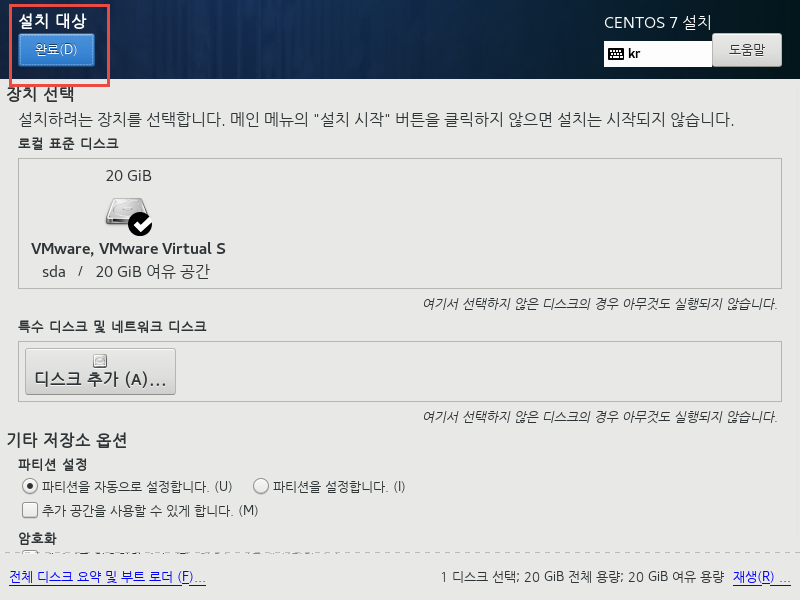 설치 대상
완료(D)
CENTOS 7 설치
kr
도움말
장치 선택
설치하려는 장치를 선택합니다. 메인 메뉴의 "설치 시작" 버튼을 클릭하지 않으면 설치는 시작되지 않습니다.
로컬 표준 디스크
20 GiB
VMware, VMware Virtual S
sda / 20 GiB 여유 공간
여기서 선택하지 않은 디스크의 경우 아무것도 실행되지 않습니다.
특수 디스크 및 네트워크 디스크
디스크 추가 (A)...
여기서 선택하지 않은 디스크의 경우 아무것도 실행되지 않습니다.
기타 저장소 옵션
파티션 설정
파티션을 자동으로 설정합니다. (U) 파티션을 설정합니다. (I)
추가 공간을 사용할 수 있게 합니다. (M)
암호화
전체 디스크 요약 및 부트 로더 (F)...
1 디스크 선택; 20 GiB 전체 용량; 20 GiB 여유 용량 재생(R) ...